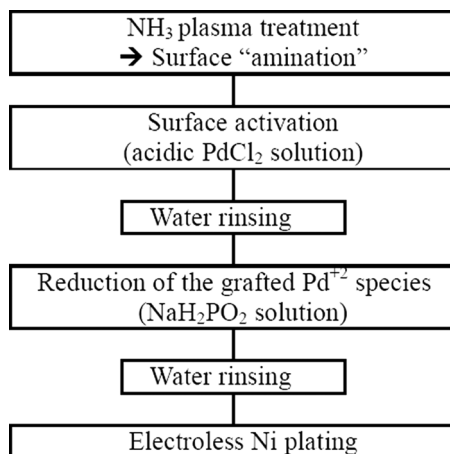 NH₃ plasma treatment
➔ Surface “amination”
Surface activation
(acidic PdCl₂ solution)
Water rinsing
Reduction of the grafted Pd⁺² species
(NaH₂PO₂ solution)
Water rinsing
Electroless Ni plating